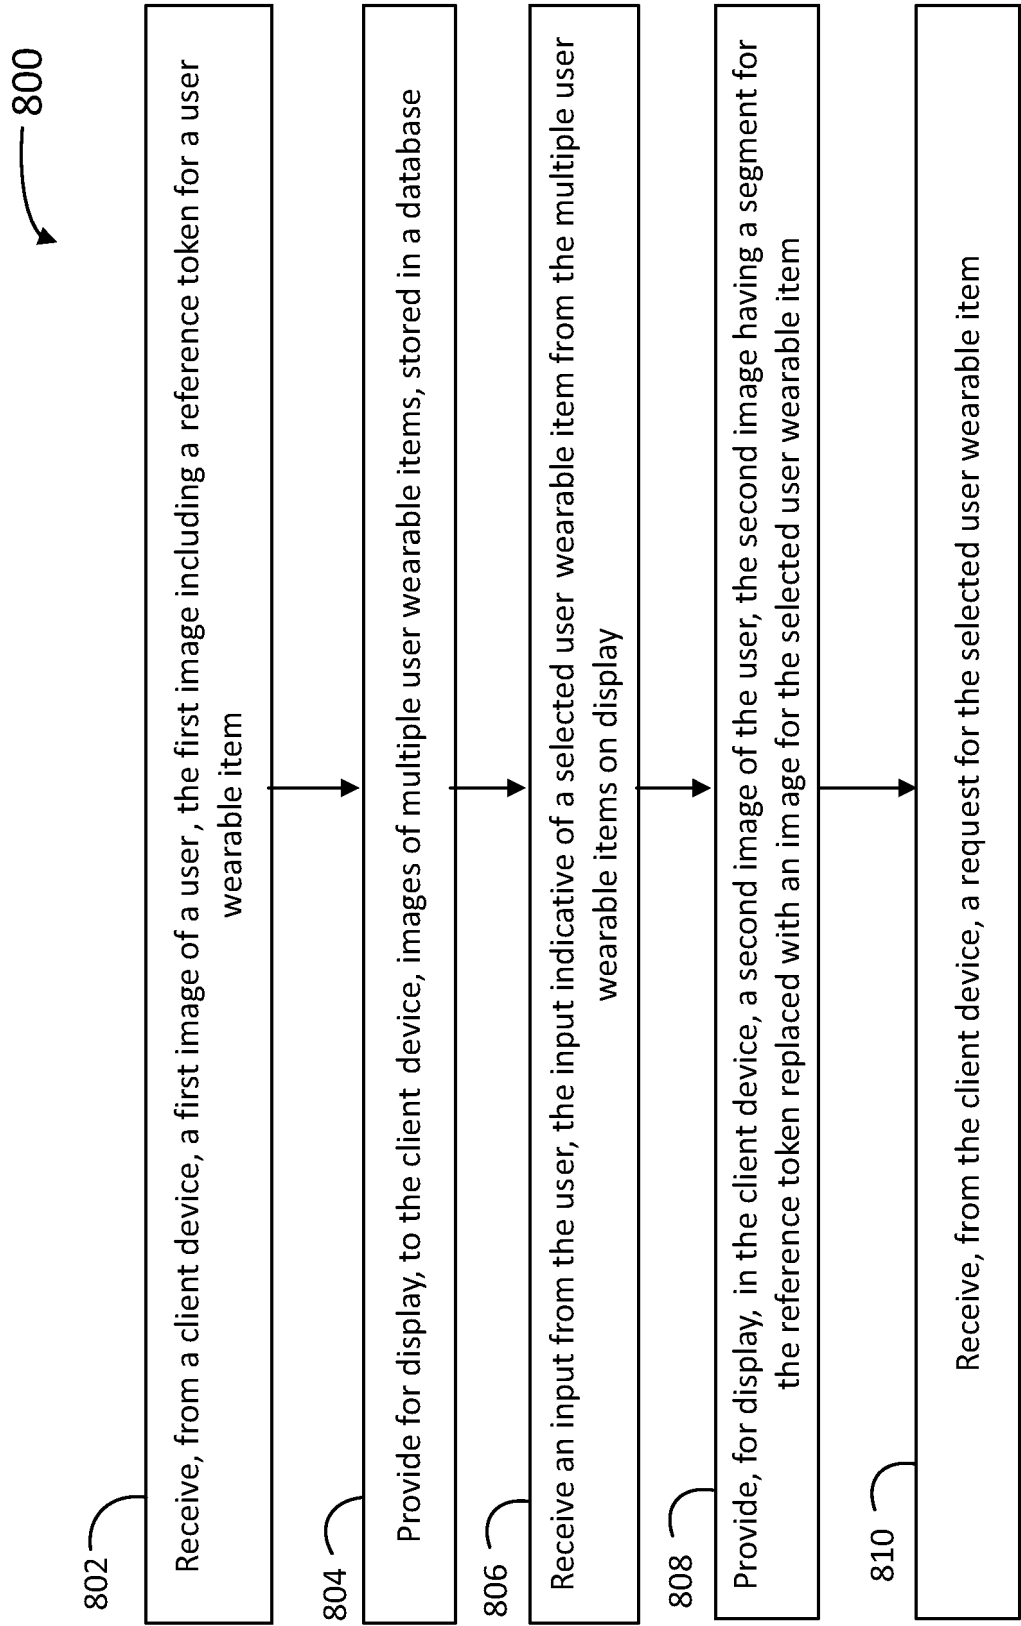 800
802
Receive, from a client device, a first image of a user, the first image including a reference token for a user
wearable item
804
Provide for display, to the client device, images of multiple user wearable items, stored in a database
806
Receive an input from the user, the input indicative of a selected user wearable item from the multiple user
wearable items on display
808
Provide, for display, in the client device, a second image of the user, the second image having a segment for
the reference token replaced with an image for the selected user wearable item
810
Receive, from the client device, a request for the selected user wearable item